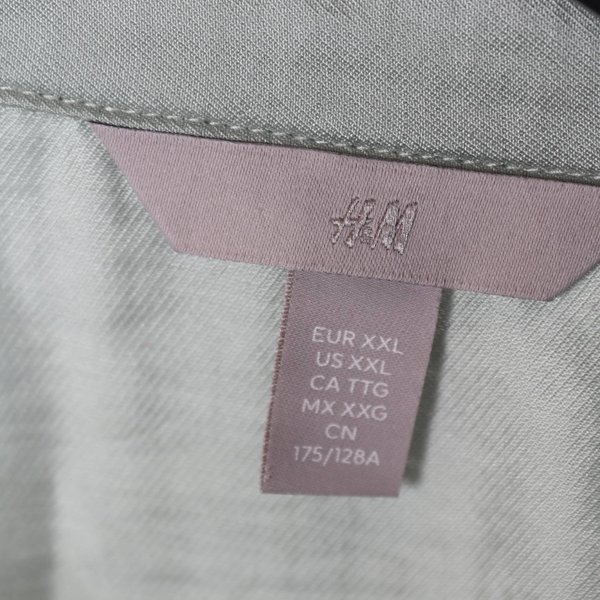 H&M
EUR XXL
US XXL
CA TTG
MX XXG
CN
175/128A